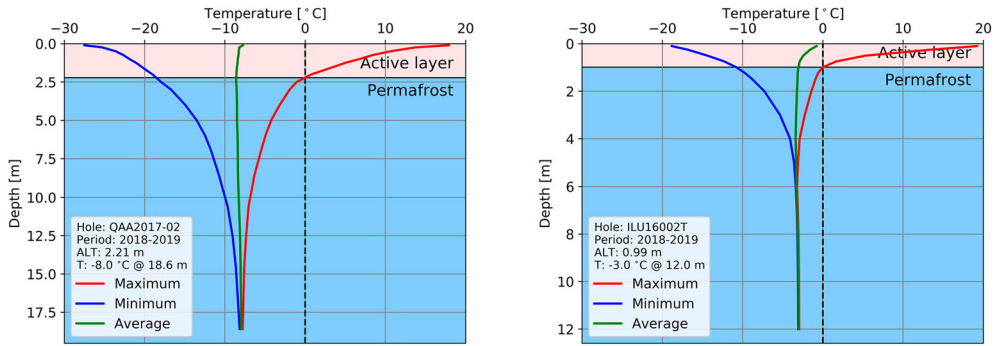 Temperature [°C]
−30 −20 −10 0 10 20
0.0
2.5
5.0
7.5
10.0
12.5
15.0
17.5
Depth [m]
Active layer
Permafrost
Hole: QAA2017-02
Period: 2018-2019
ALT: 2.21 m
T: -8.0 °C @ 18.6 m
Maximum
Minimum
Average
Temperature [°C]
−30 −20 −10 0 10 20
0
2
4
6
8
10
12
Depth [m]
Active layer
Permafrost
Hole: ILU16002T
Period: 2018-2019
ALT: 0.99 m
T: -3.0 °C @ 12.0 m
Maximum
Minimum
Average